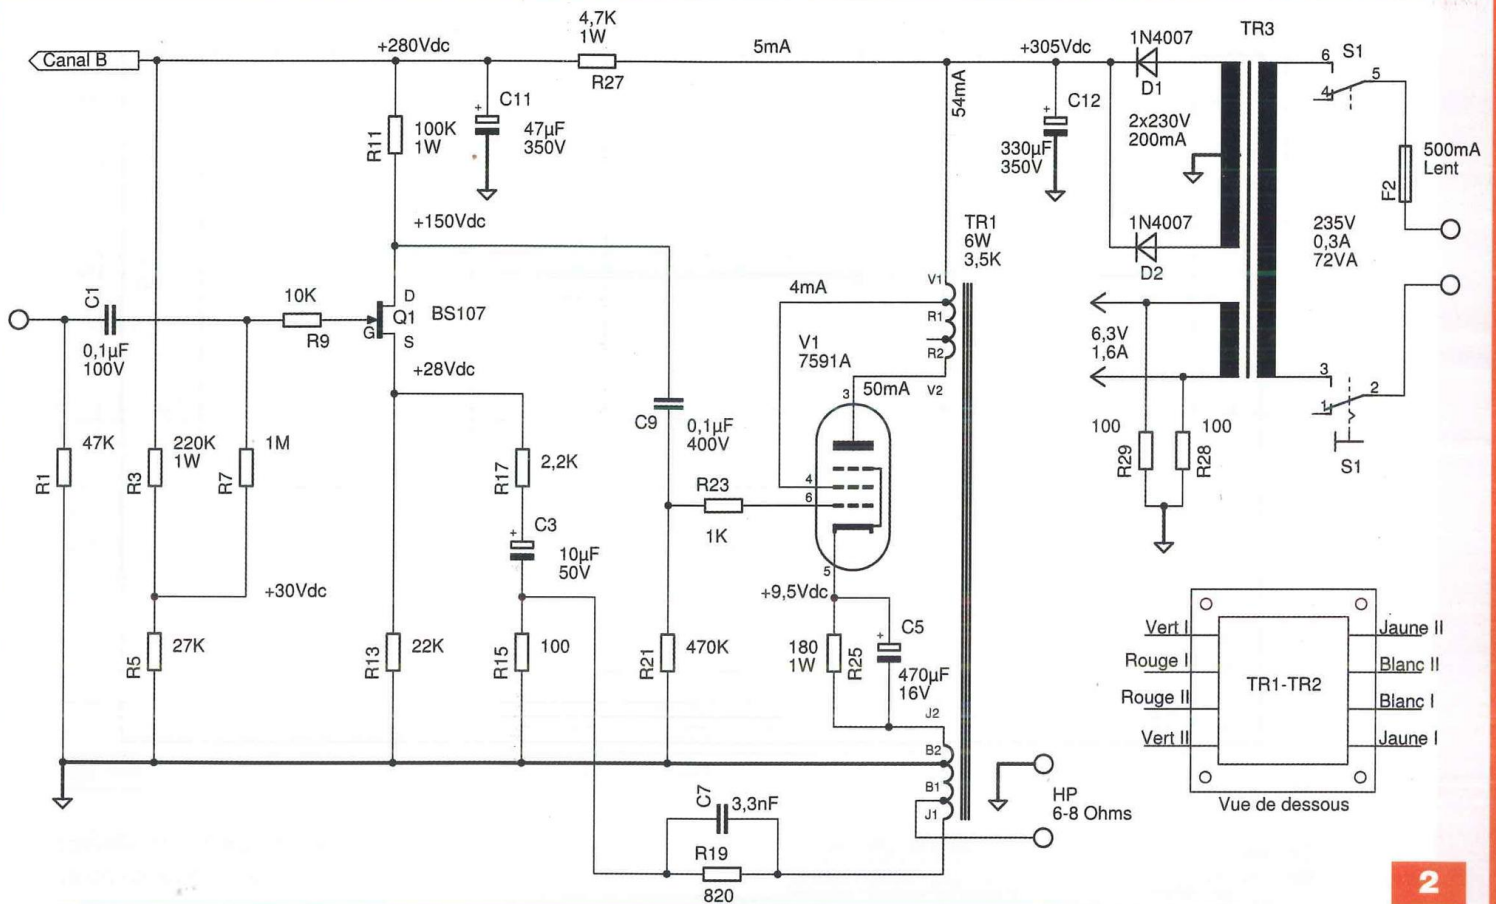 Canal B
+280Vdc
4,7K
1W
R27
5mA
+305Vdc
1N4007
D1
TR3
6
S1
5
4
C11
47µF
350V
R11
100K
1W
54mA
C12
330µF
350V
2x230V
200mA
500mA
Lent
F2
+150Vdc
TR1
6W
3,5K
1N4007
D2
235V
0,3A
72VA
C1
0,1µF
100V
10K
R9
D
Q1
G
S
BS107
4mA
V1
R1
R2
V2
+28Vdc
V1
7591A
50mA
3
6,3V
1,6A
3
2
1
S1
C9
0,1µF
400V
R1
47K
R3
220K
1W
R7
1M
R17
2,2K
R23
1K
4
6
5
100
R29
100
R28
C3
10µF
50V
+30Vdc
+9,5Vdc
R5
27K
R13
22K
R15
100
R21
470K
180
1W
R25
C5
470µF
16V
J2
B2
B1
J1
Vert I
Rouge I
Rouge II
Vert II
TR1-TR2
Jaune II
Blanc II
Blanc I
Jaune I
Vue de dessous
HP
6-8 Ohms
C7
3,3nF
R19
820
2